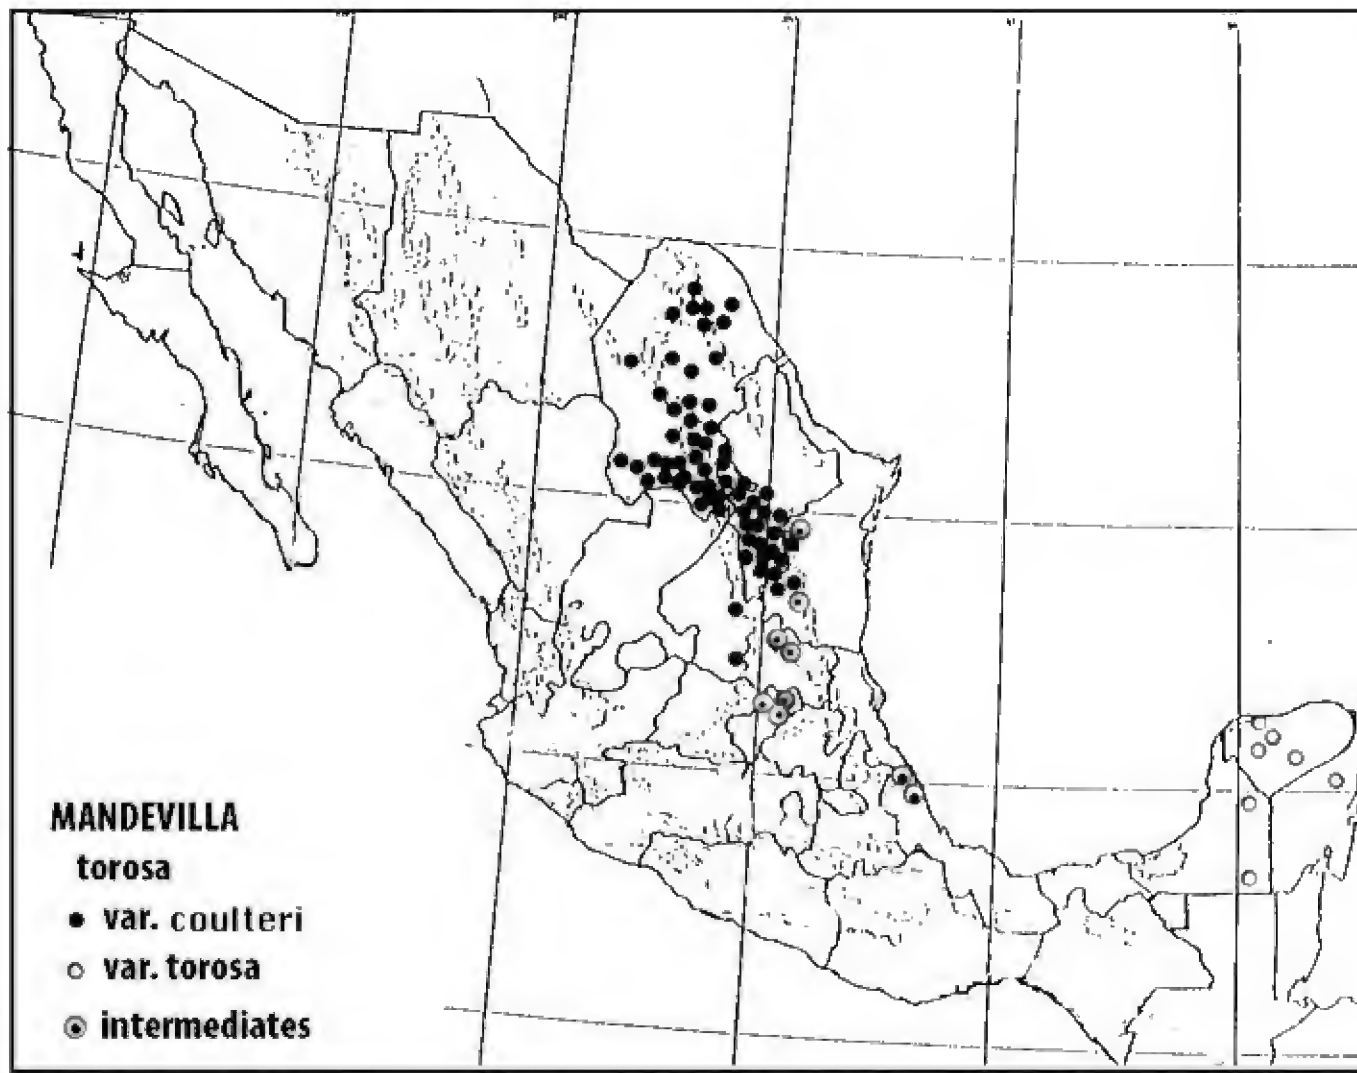 MANDEVILLA
torosa
var. coulteri
var. torosa
intermediates